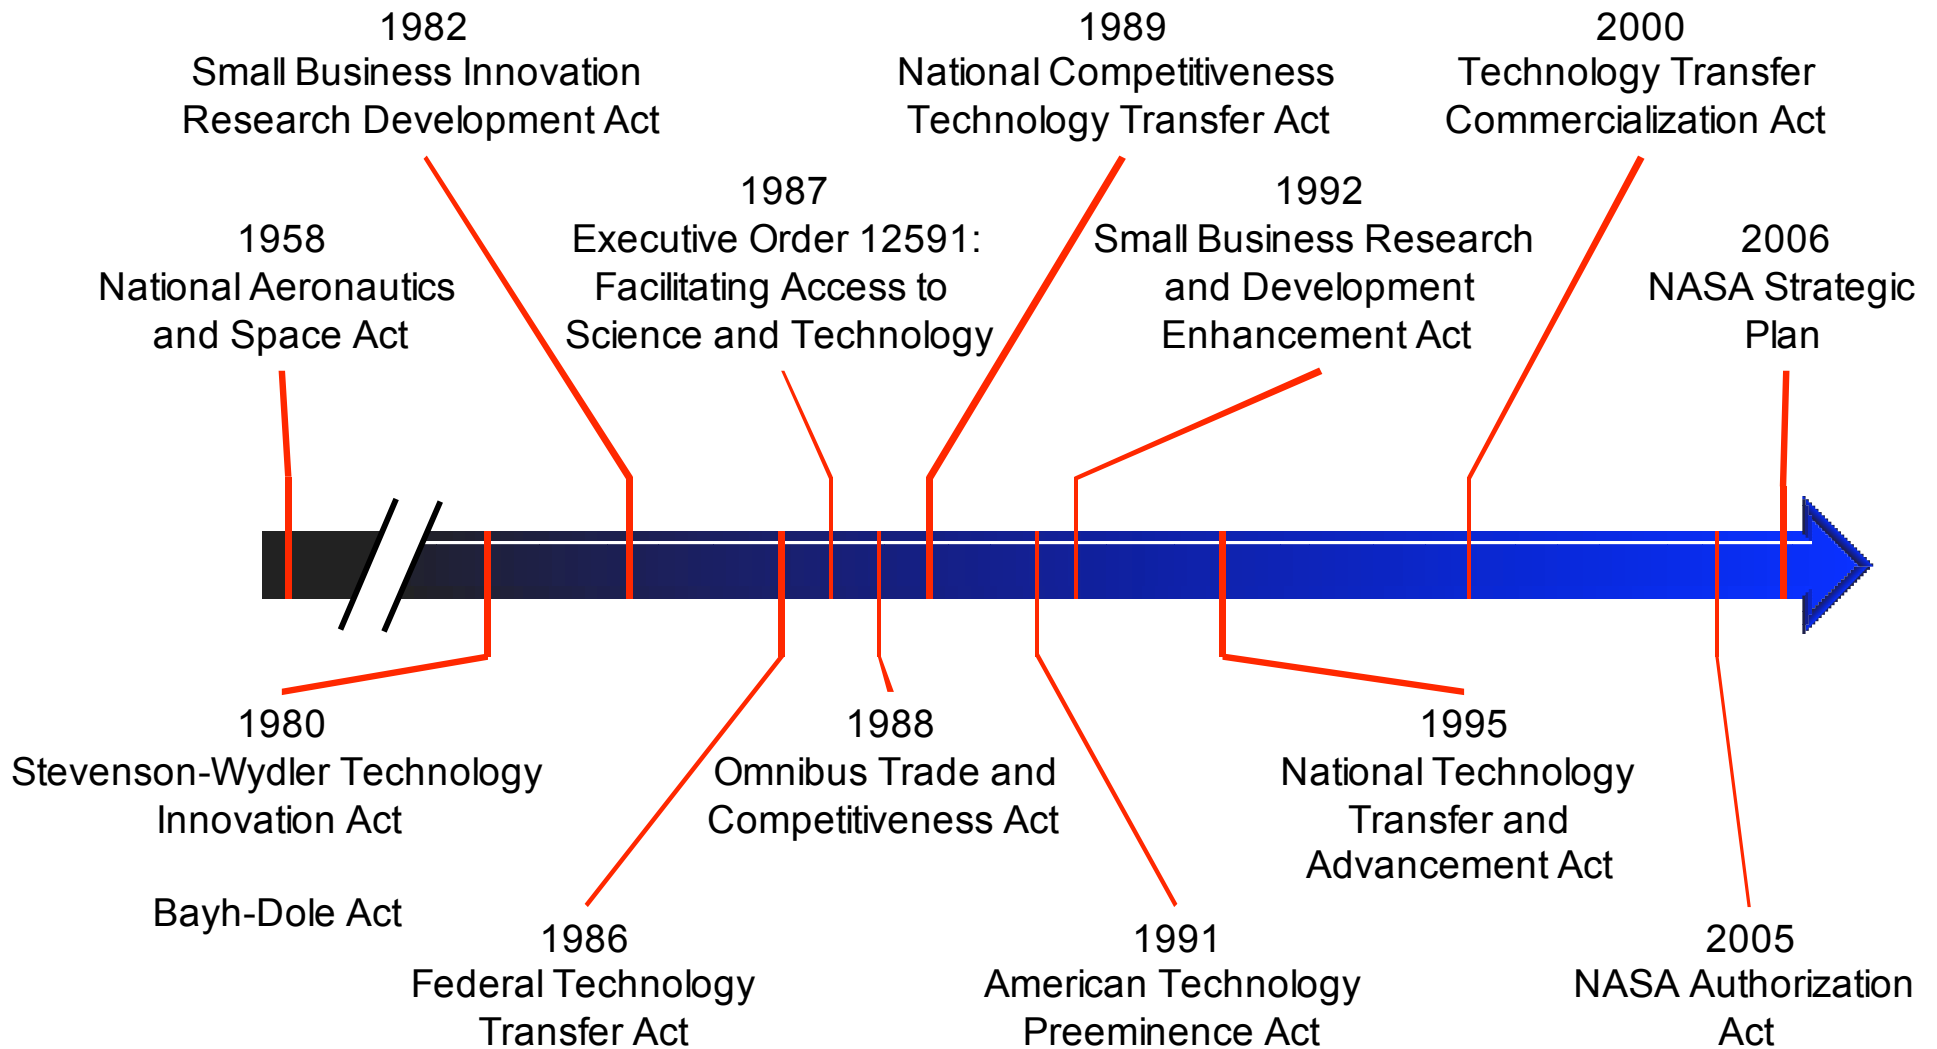 1982
Small Business Innovation
Research Development Act
1989
National Competitiveness
Technology Transfer Act
2000
Technology Transfer
Commercialization Act
1958
National Aeronautics
and Space Act
1987
Executive Order 12591:
Facilitating Access to
Science and Technology
1992
Small Business Research
and Development
Enhancement Act
2006
NASA Strategic
Plan
1980
Stevenson-Wydler Technology
Innovation Act
Bayh-Dole Act
1986
Federal Technology
Transfer Act
1988
Omnibus Trade and
Competitiveness Act
1991
American Technology
Preeminence Act
1995
National Technology
Transfer and
Advancement Act
2005
NASA Authorization
Act